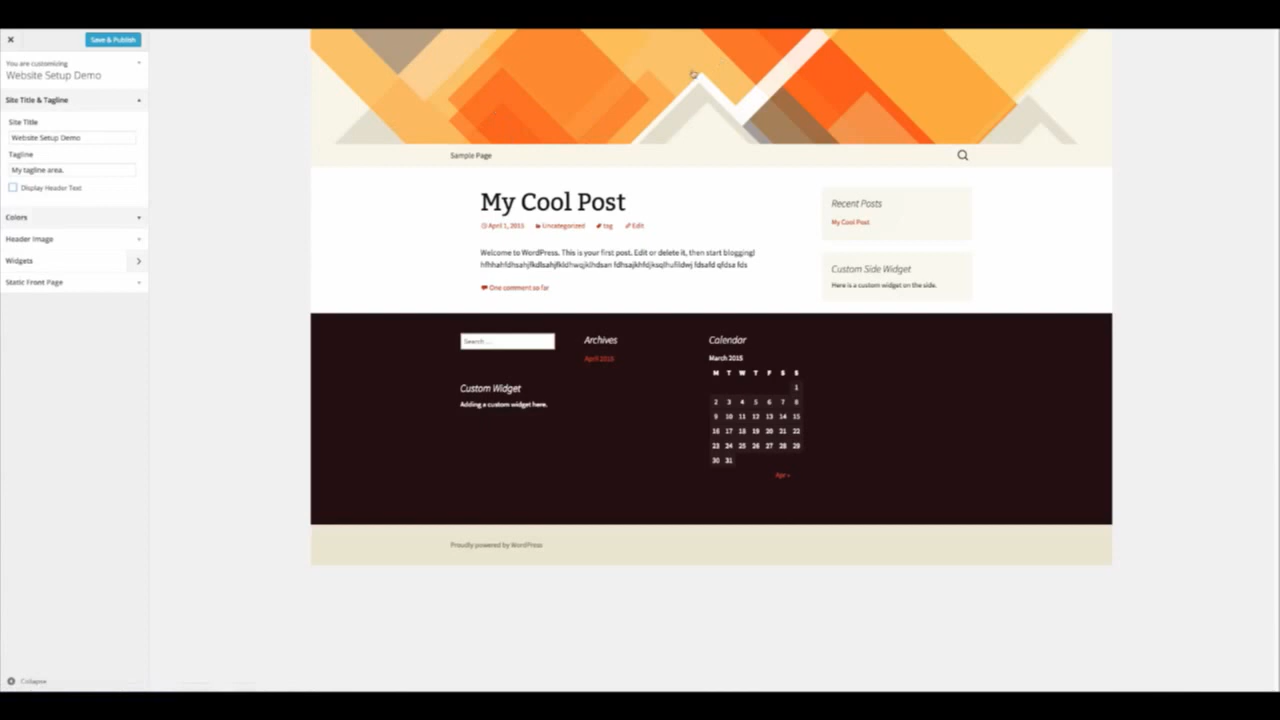 Save & Publish
You are customizing
Website Setup Demo
Site Title & Tagline
Site Title
Website Setup Demo
Tagline
My tagline area.
Display Header Text
Colors
Header Image
Widgets
Static Front Page
Collapse
Sample Page
My Cool Post
April 1, 2015 Uncategorized tag Edit
Welcome to WordPress. This is your first post. Edit or delete it, then start blogging!
One comment so far
Recent Posts
My Cool Post
Custom Side Widget
Here is a custom widget on the side.
Search …
Custom Widget
Adding a custom widget here.
Archives
April 2015
Calendar
March 2015
M T W T F S S
1
2 3 4 5 6 7 8
9 10 11 12 13 14 15
16 17 18 19 20 21 22
23 24 25 26 27 28 29
30 31
Apr »
Proudly powered by WordPress